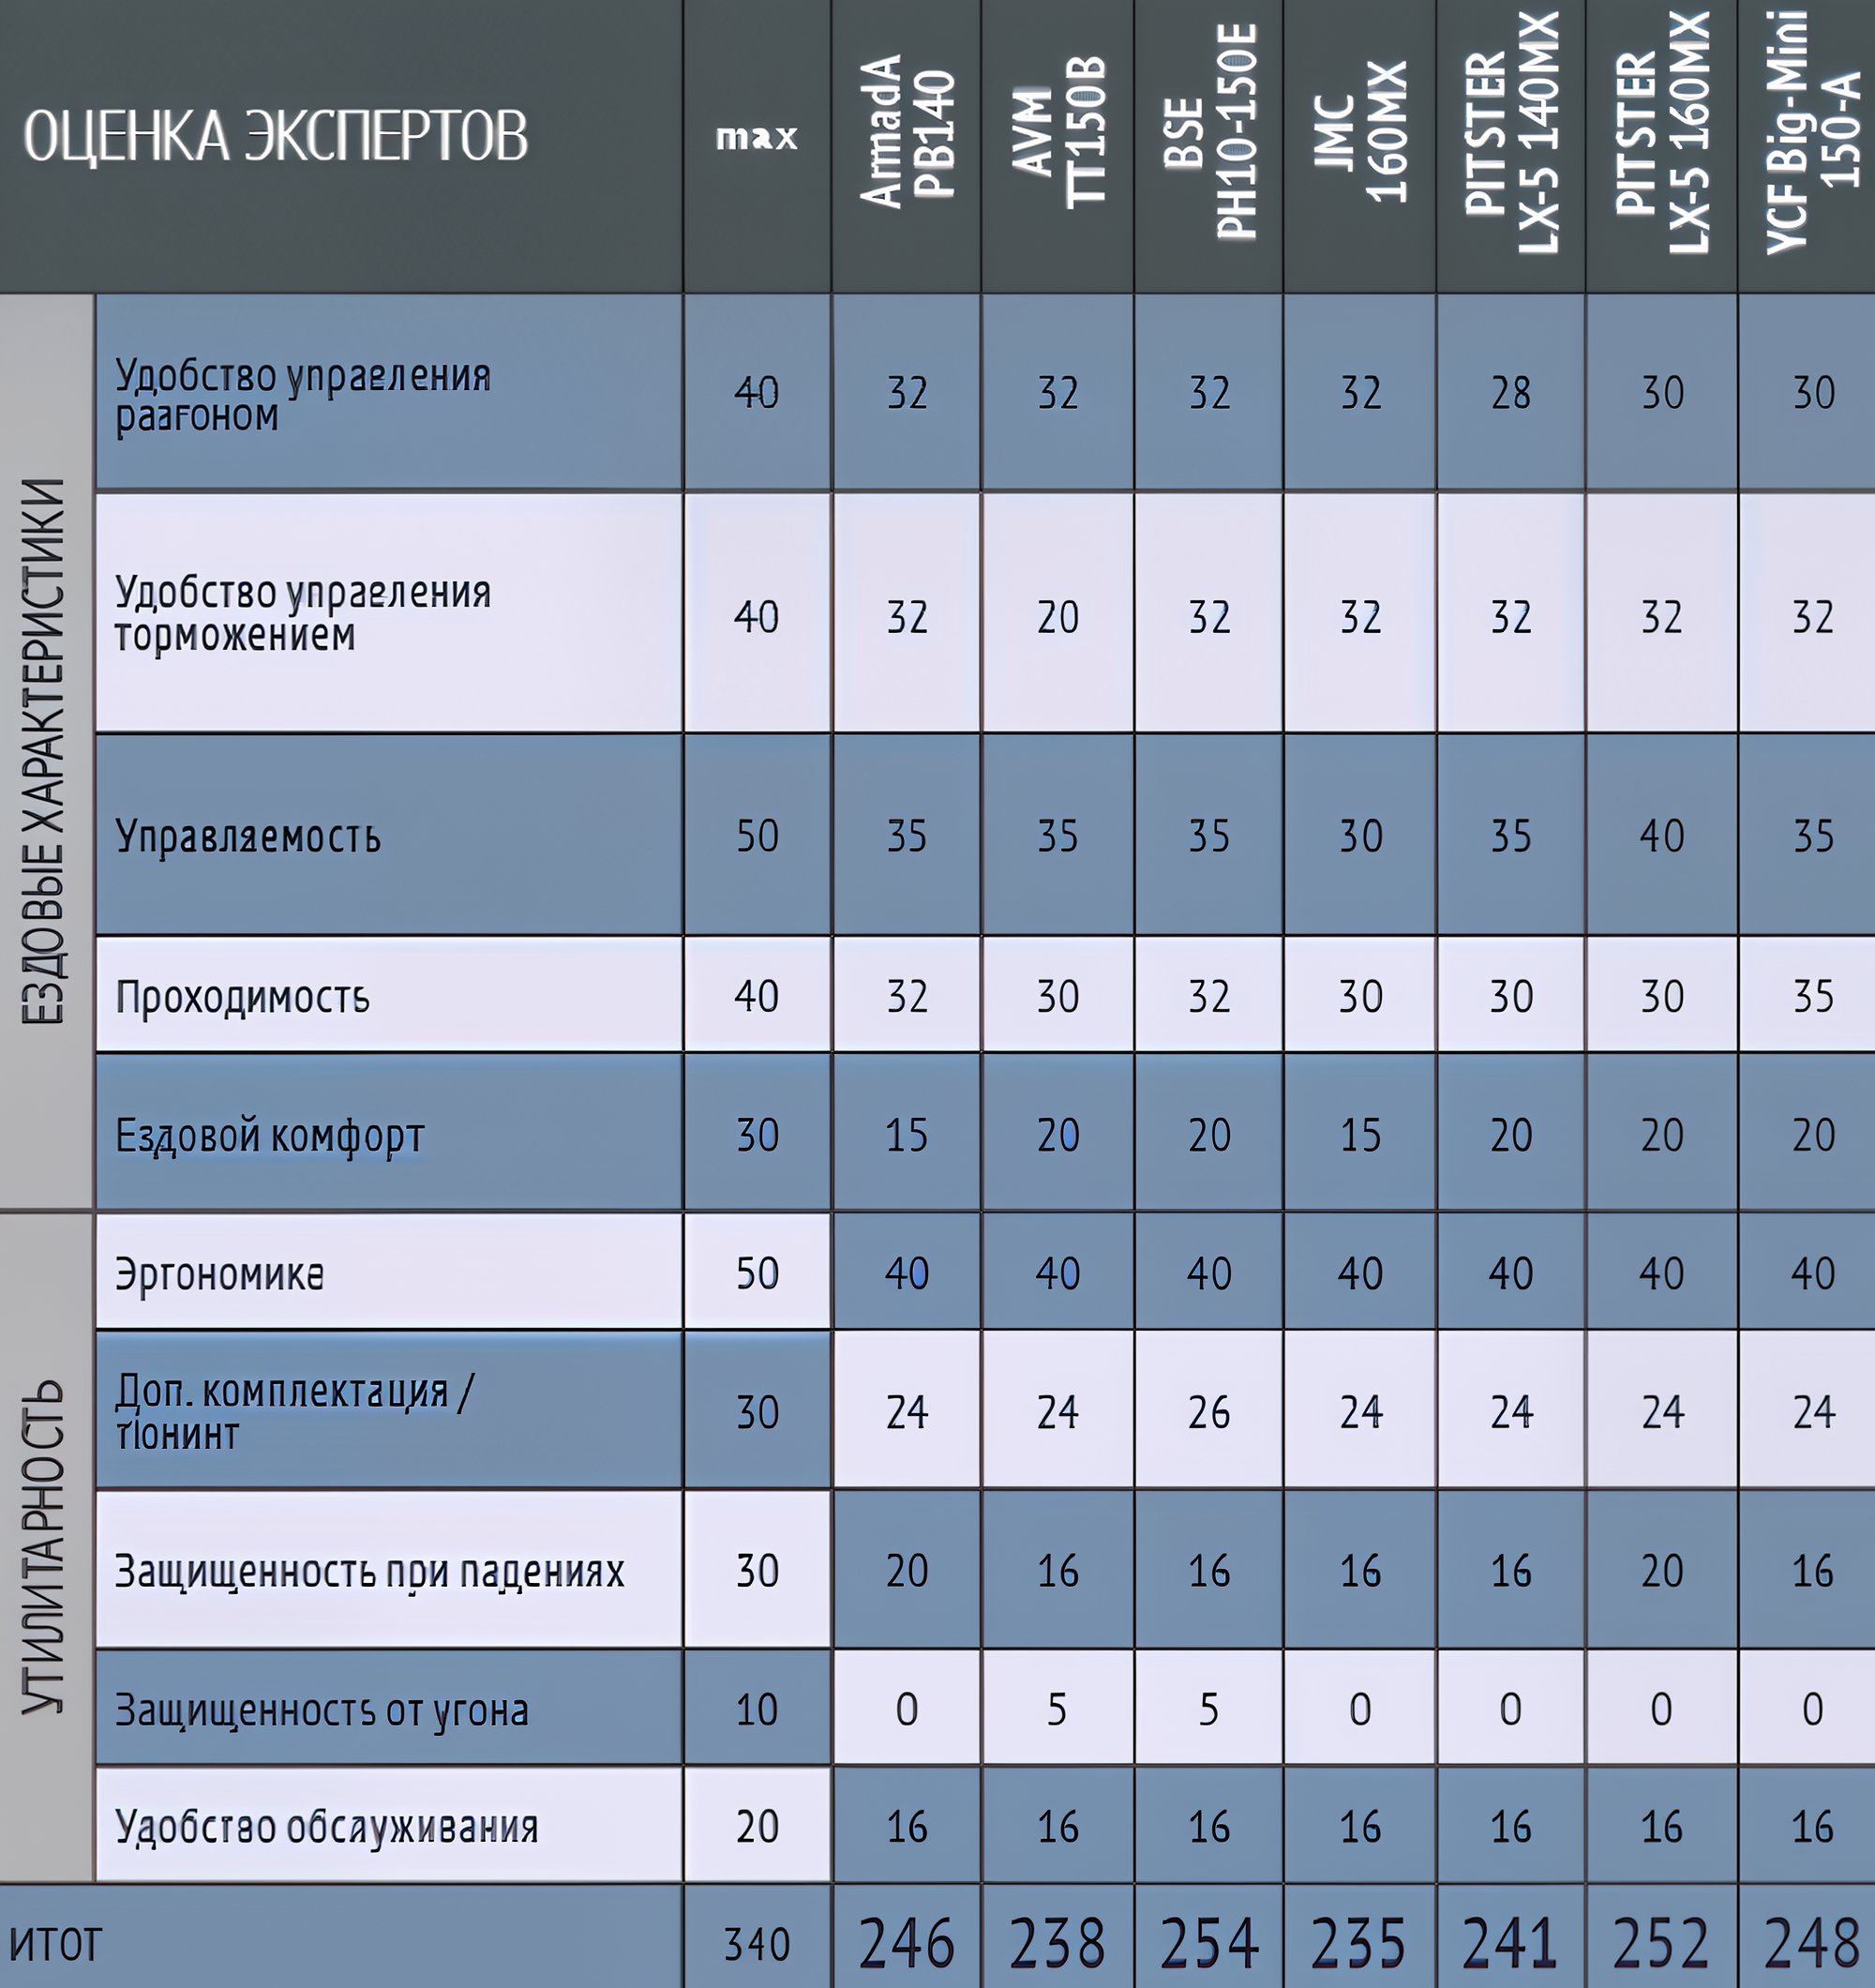 ОЦЕНКА ЭКСПЕРТОВ max ArmadA PB140 AVM TT150B BSE PH10-150E JMC 160MX PITSTER LX-5 140MX PITSTER LX-5 160MX YCF Big-Mini 150-A
ЕЗДОВЫЕ ХАРАКТЕРИСТИКИ
Удобство управления
раагоном 40 32 32 32 32 28 30 30
Удобство управления
торможением 40 32 20 32 32 32 32 32
Управляемость 50 35 35 35 30 35 40 35
Проходимость 40 32 30 32 30 30 30 35
Ездовой комфорт 30 15 20 20 15 20 20 20
УТИЛИТАРНОСТЬ
Эргономика 50 40 40 40 40 40 40 40
Доп. комплектация /
тюнинт 30 24 24 26 24 24 24 24
Защищенность при падениях 30 20 16 16 16 16 20 16
Защищенность от угона 10 0 5 5 0 0 0 0
Удобство обслуживания 20 16 16 16 16 16 16 16
ИТОТ 340 246 238 254 235 241 252 248